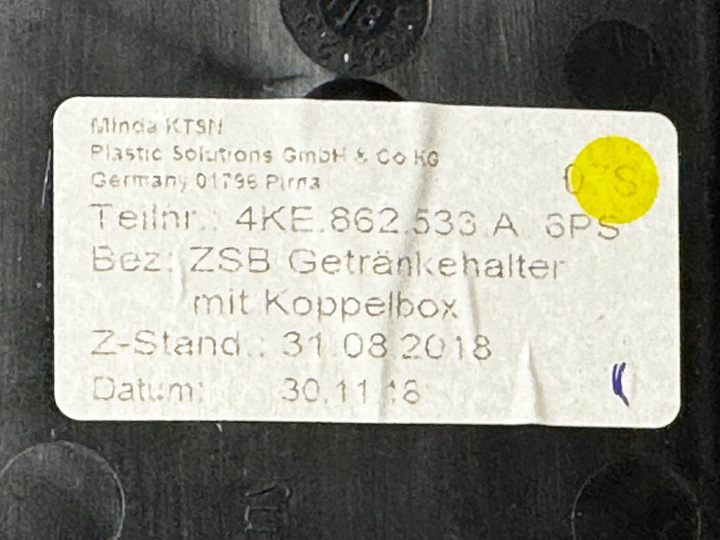 Minda KTSN
Plastic Solutions GmbH & Co KG
Germany 01796 Pirna
Teilnr.: 4KE.862.533.A 6PS
Bez: ZSB Getränkehalter
mit Koppelbox
Z-Stand.: 31.08.2018
Datum: 30.11.18